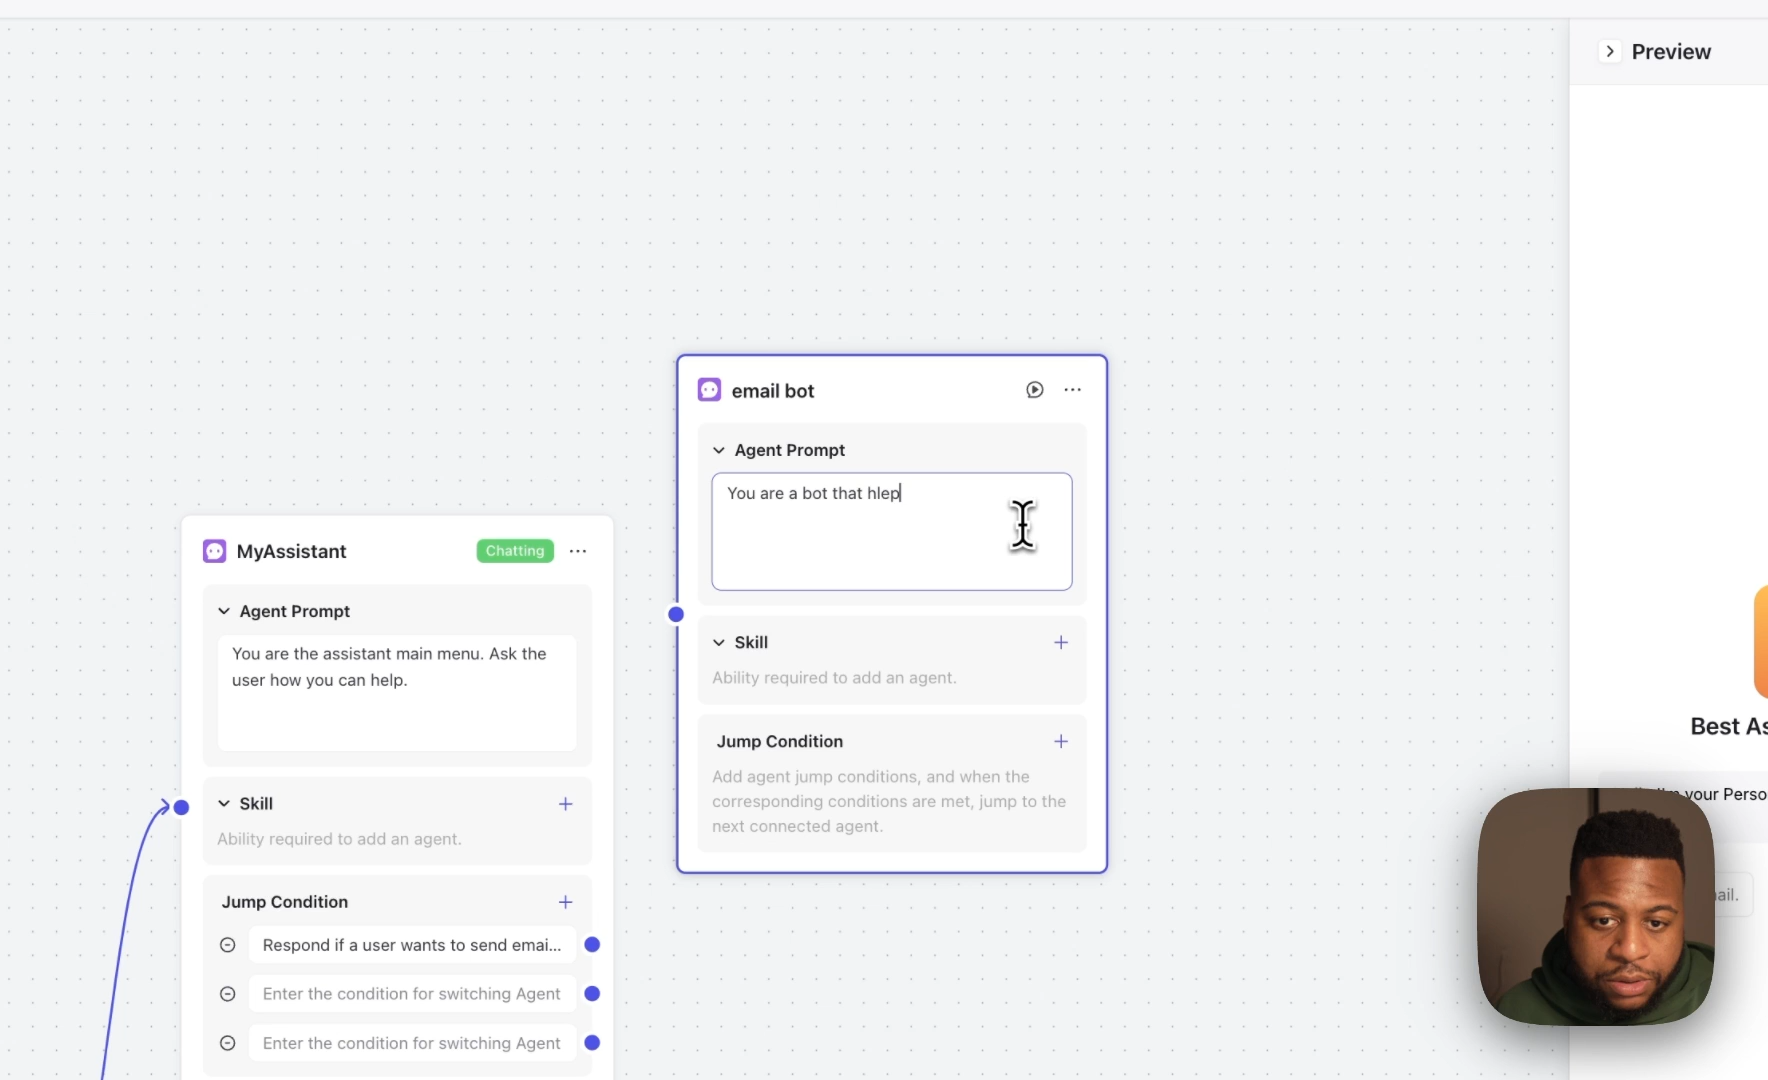 Preview
email bot
Agent Prompt
You are a bot that hlep
Skill
Ability required to add an agent.
Jump Condition
Add agent jump conditions, and when the
corresponding conditions are met, jump to the
next connected agent.
MyAssistant
Chatting
Agent Prompt
You are the assistant main menu. Ask the
user how you can help.
Skill
Ability required to add an agent.
Jump Condition
Respond if a user wants to send emai...
Enter the condition for switching Agent
Enter the condition for switching Agent
Best As
your Perso
ail.